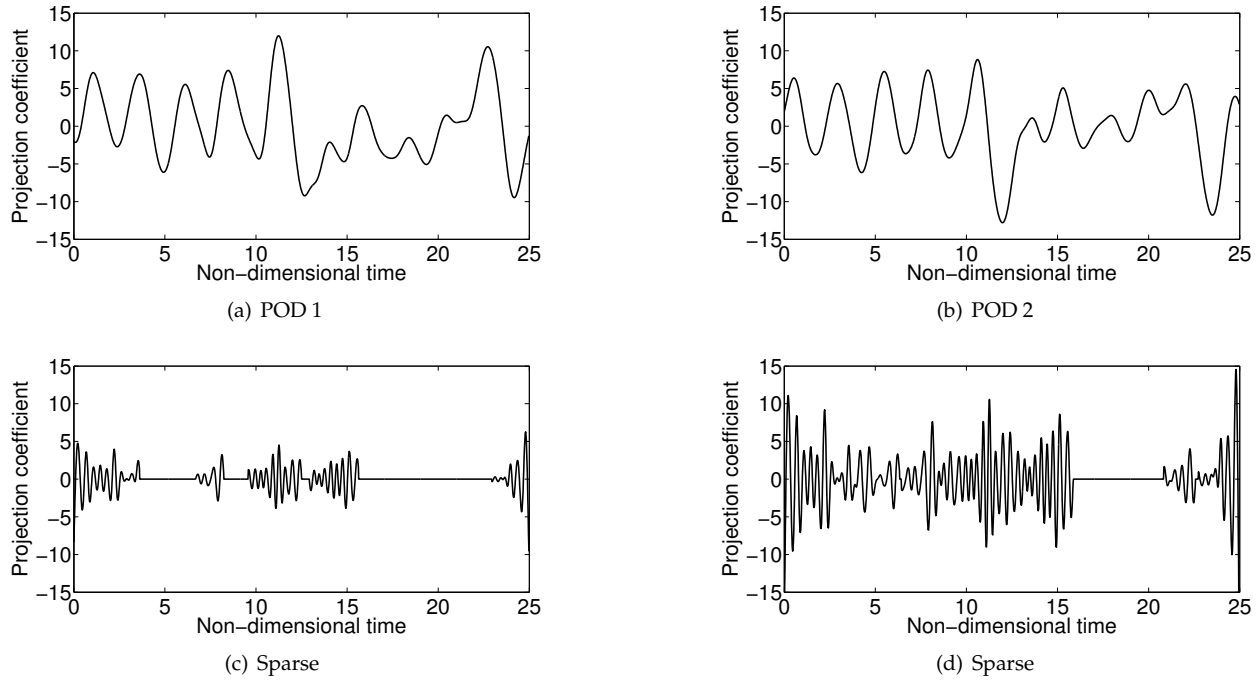 15
10
5
0
−5
−10
−15
Projection coefficient
0 5 10 15 20 25
Non−dimensional time
(a) POD 1
15
10
5
0
−5
−10
−15
Projection coefficient
0 5 10 15 20 25
Non−dimensional time
(b) POD 2
15
10
5
0
−5
−10
−15
Projection coefficient
0 5 10 15 20 25
Non−dimensional time
(c) Sparse
15
10
5
0
−5
−10
−15
Projection coefficient
0 5 10 15 20 25
Non−dimensional time
(d) Sparse